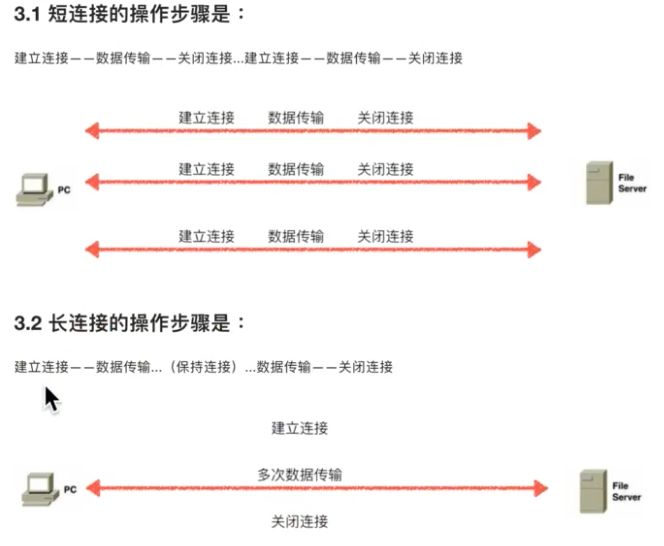 3.1 短连接的操作步骤是：
建立连接——数据传输——关闭连接...建立连接——数据传输——关闭连接
建立连接 数据传输 关闭连接
建立连接 数据传输 关闭连接
PC
File
Server
建立连接 数据传输 关闭连接
3.2 长连接的操作步骤是：
建立连接——数据传输...（保持连接）...数据传输——关闭连接
建立连接
多次数据传输
PC
File
Server
关闭连接